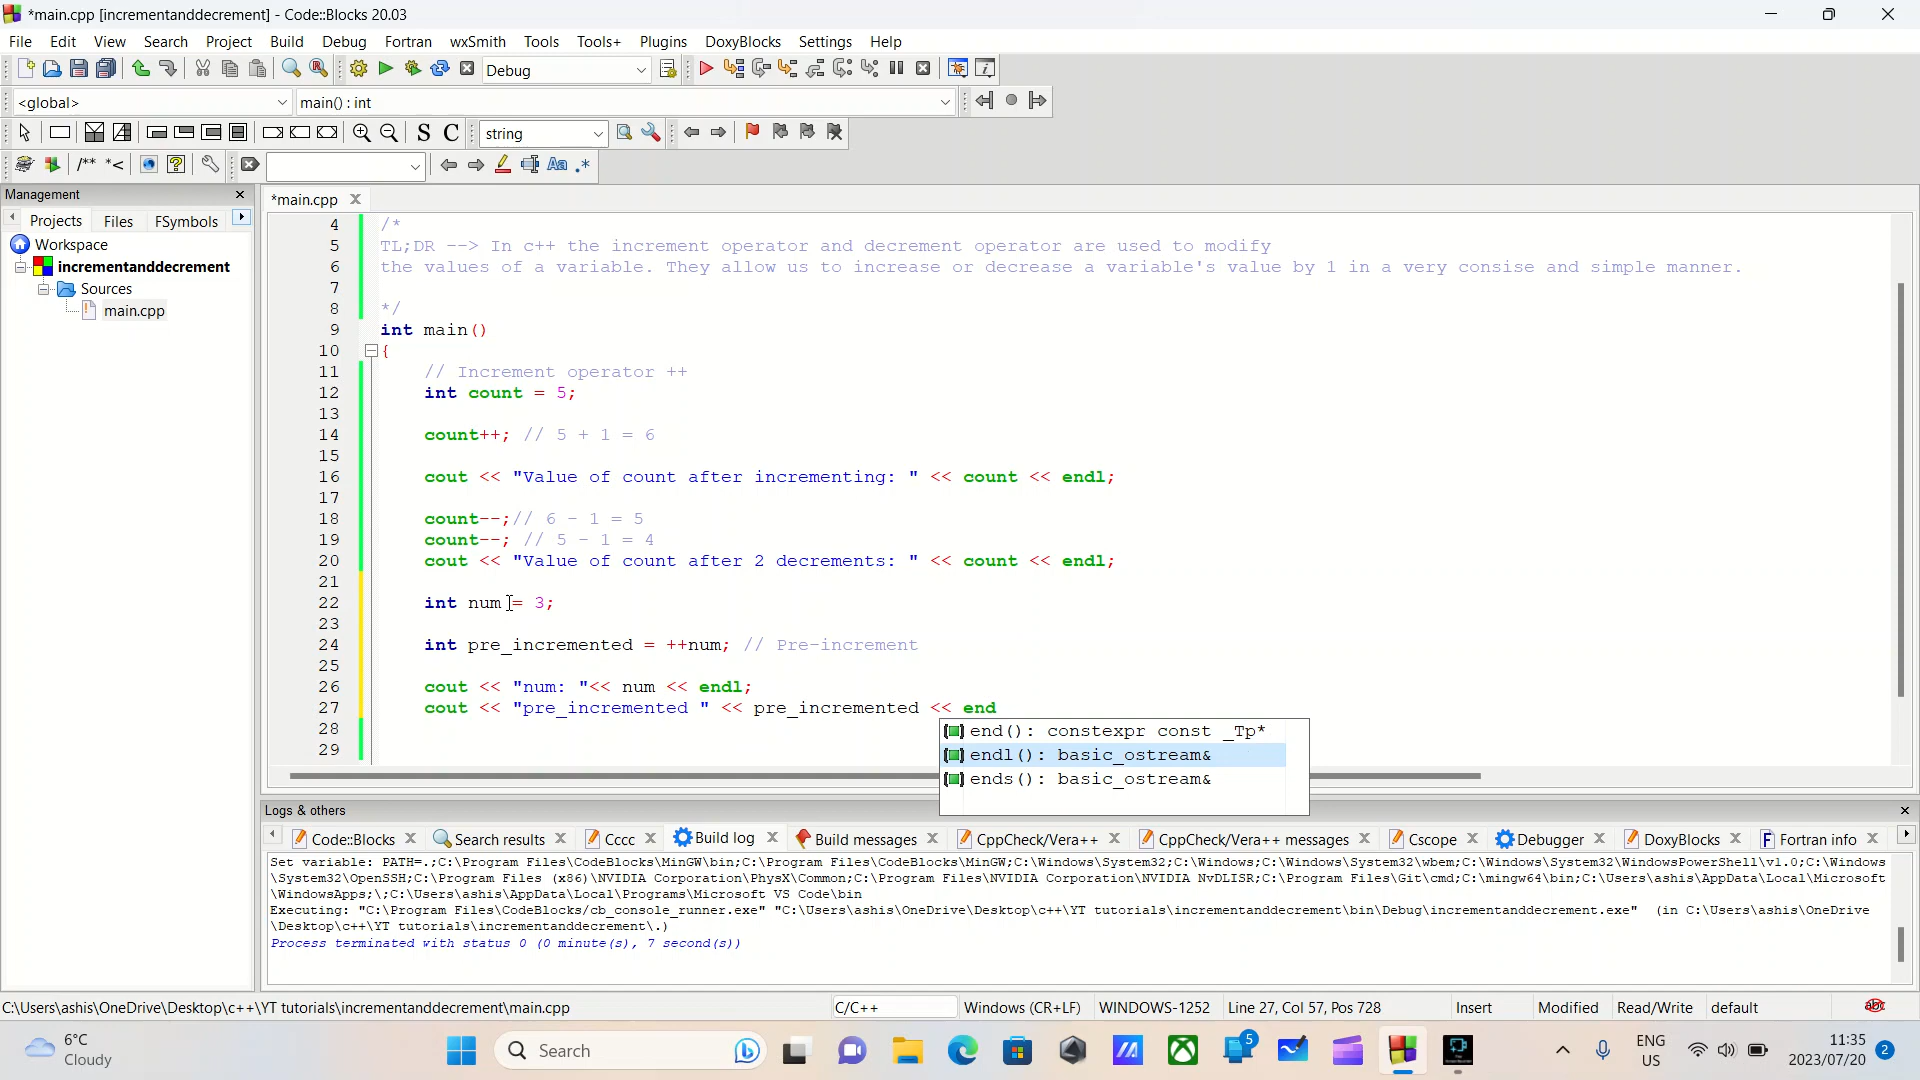 *main.cpp [incrementanddecrement] - Code::Blocks 20.03
File Edit View Search Project Build Debug Fortran wxSmith Tools Tools+ Plugins DoxyBlocks Settings Help
Debug
<global> main() : int
S C string
/** *<
Aa .*
Management
Projects Files FSymbols
Workspace
incrementanddecrement
Sources
main.cpp
*main.cpp
4 /*
5 TL;DR --> In c++ the increment operator and decrement operator are used to modify
6 the values of a variable. They allow us to increase or decrease a variable's value by 1 in a very consise and simple manner.
7
8 */
9 int main()
10 {
11 // Increment operator ++
12 int count = 5;
13
14 count++; // 5 + 1 = 6
15
16 cout << "Value of count after incrementing: " << count << endl;
17
18 count--;// 6 - 1 = 5
19 count--; // 5 - 1 = 4
20 cout << "Value of count after 2 decrements: " << count << endl;
21
22 int num = 3;
23
24 int pre_incremented = ++num; // Pre-increment
25
26 cout << "num: "<< num << endl;
27 cout << "pre_incremented " << pre_incremented << end
28
29
end(): constexpr const _Tp*
endl(): basic_ostream&
ends(): basic_ostream&
Logs & others
Code::Blocks Search results Cccc Build log Build messages CppCheck/Vera++ CppCheck/Vera++ messages Cscope Debugger DoxyBlocks Fortran info
Set variable: PATH=.;C:\Program Files\CodeBlocks\MinGW\bin;C:\Program Files\CodeBlocks\MinGW;C:\Windows\System32;C:\Windows;C:\Windows\System32\wbem;C:\Windows\System32\WindowsPowerShell\v1.0;C:\Windows
\System32\OpenSSH;C:\Program Files (x86)\NVIDIA Corporation\PhysX\Common;C:\Program Files\NVIDIA Corporation\NVIDIA NvDLISR;C:\Program Files\Git\cmd;C:\mingw64\bin;C:\Users\ashis\AppData\Local\Microsoft
\WindowsApps;\;C:\Users\ashis\AppData\Local\Programs\Microsoft VS Code\bin
Executing: "C:\Program Files\CodeBlocks/cb_console_runner.exe" "C:\Users\ashis\OneDrive\Desktop\c++\YT tutorials\incrementanddecrement\bin\Debug\incrementanddecrement.exe" (in C:\Users\ashis\OneDrive
\Desktop\c++\YT tutorials\incrementanddecrement\.)
Process terminated with status 0 (0 minute(s), 7 second(s))
C:\Users\ashis\OneDrive\Desktop\c++\YT tutorials\incrementanddecrement\main.cpp C/C++ Windows (CR+LF) WINDOWS-1252 Line 27, Col 57, Pos 728 Insert Modified Read/Write default abc
6°C
Cloudy
Search
5
ENG
US
11:35
2023/07/20
2